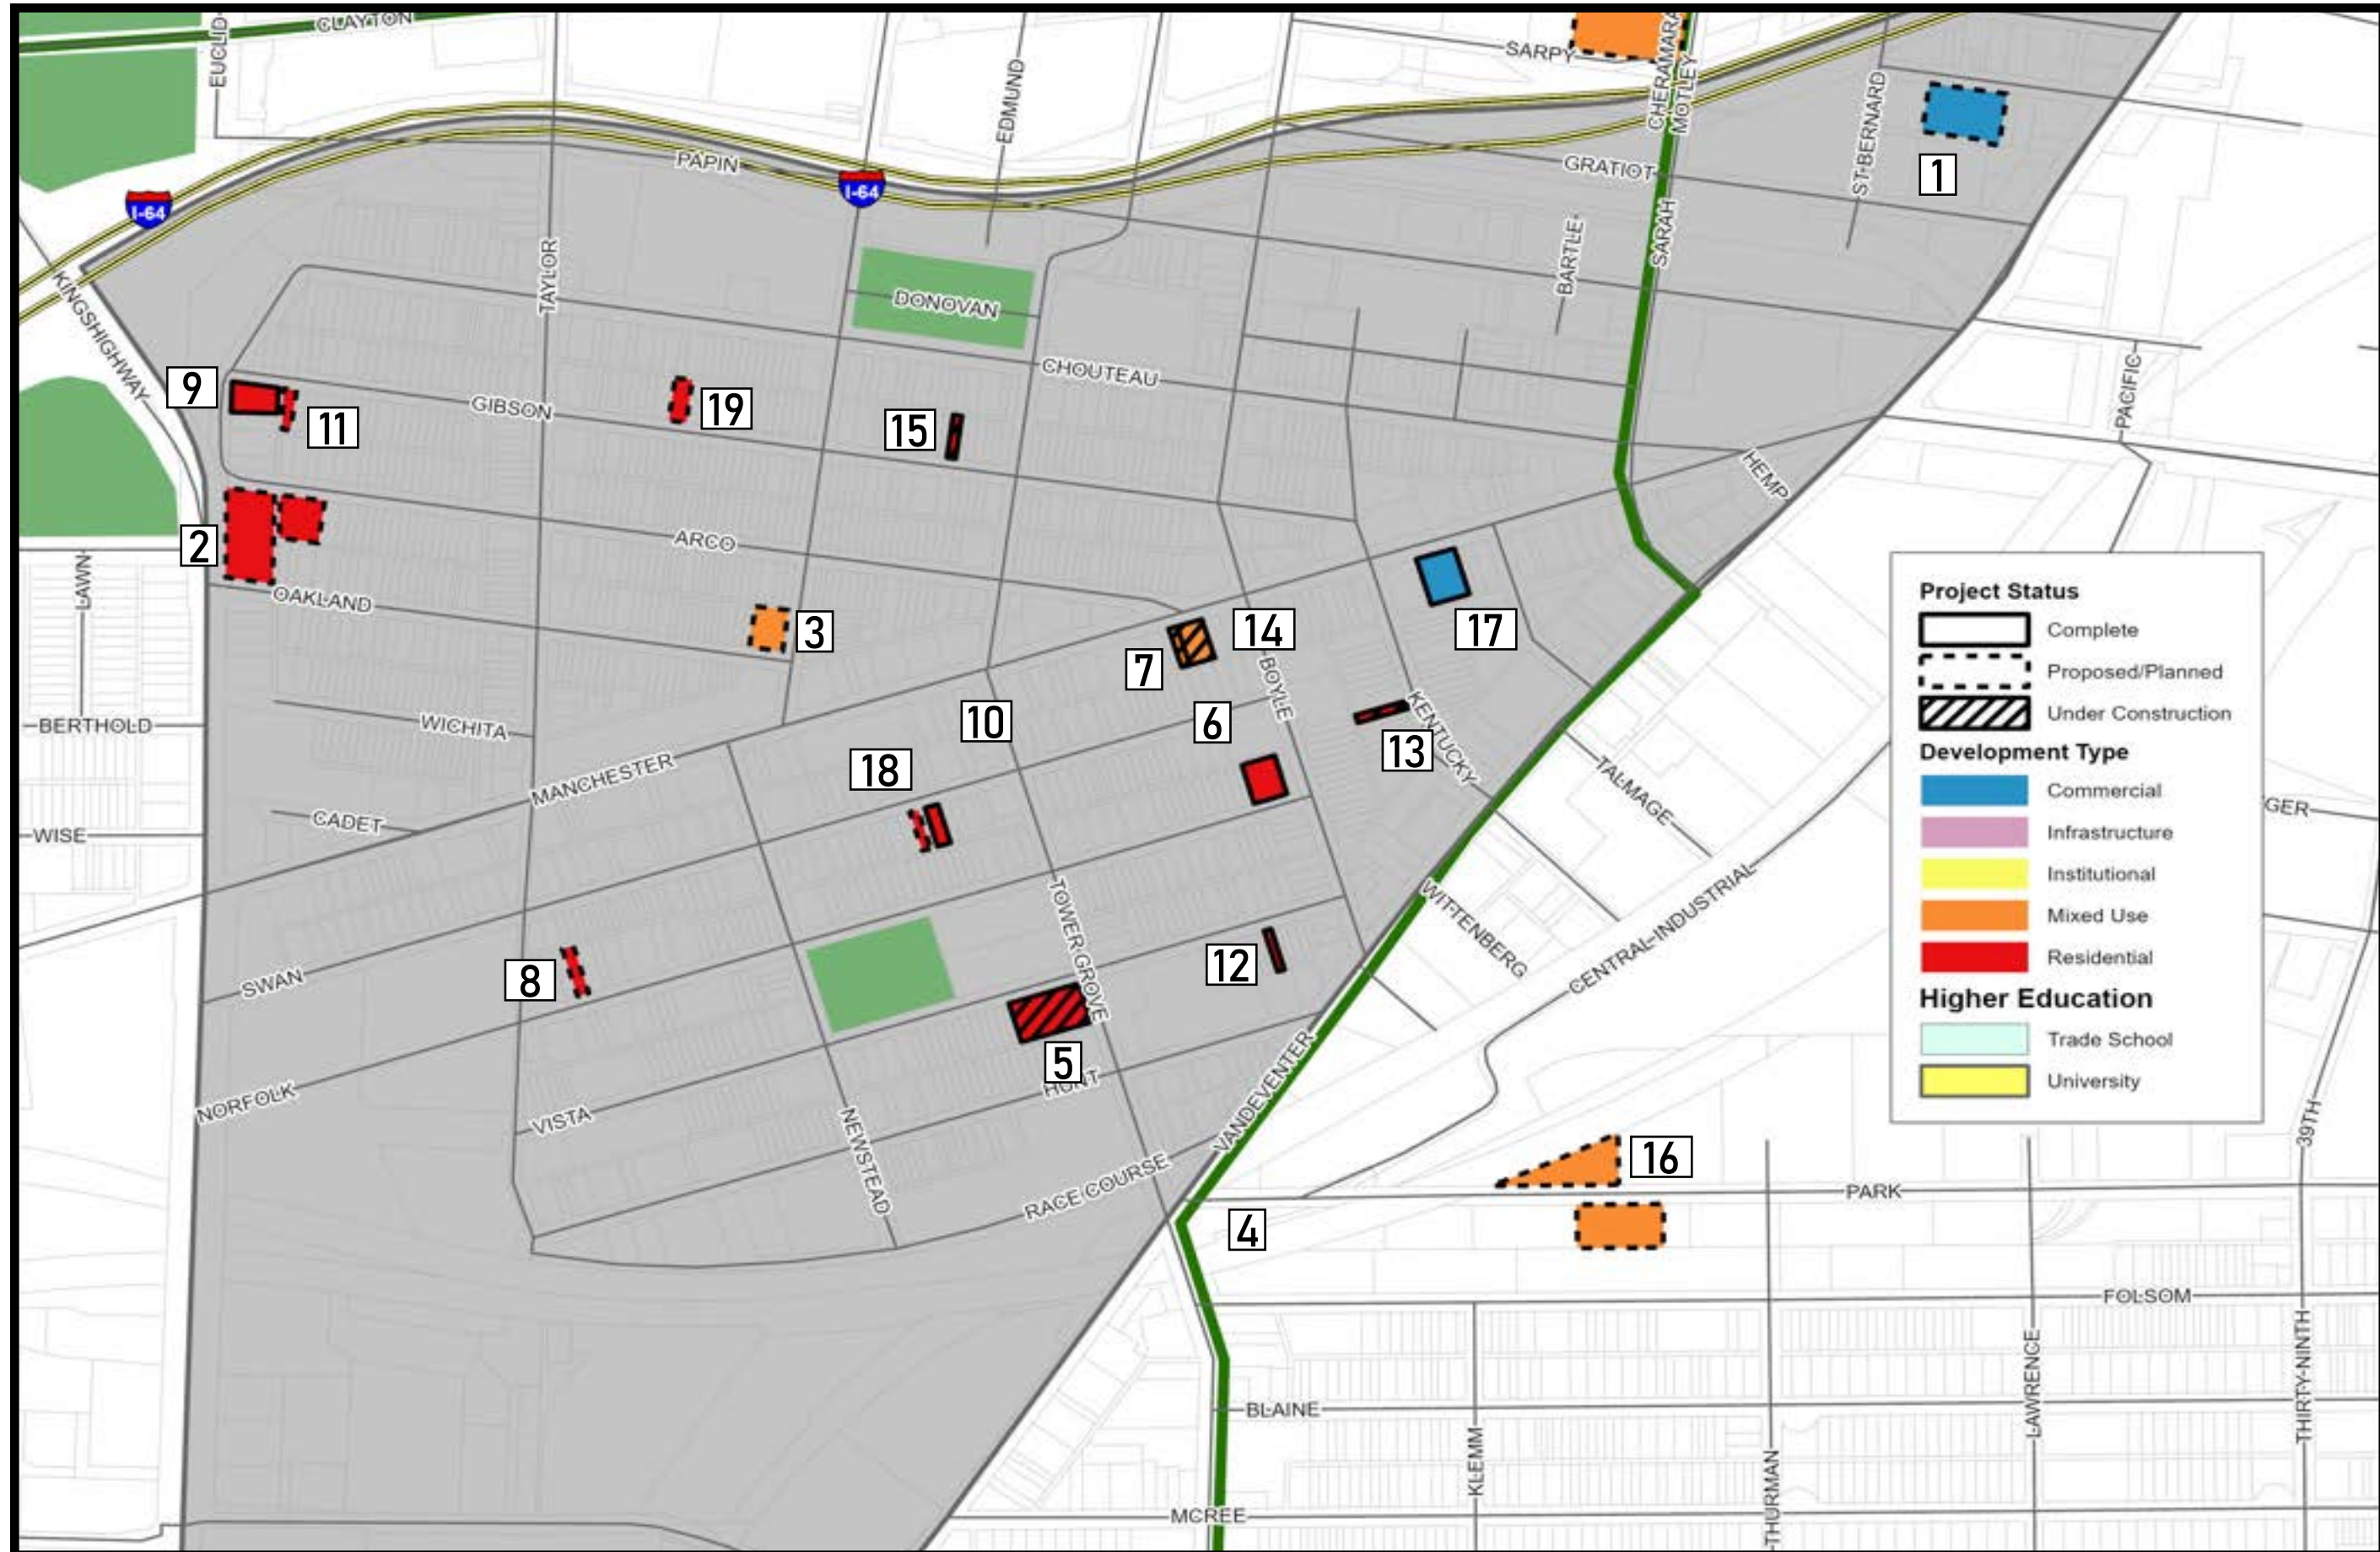 CLAYTON
EUCLID
SARPY
CHERAMARA
MOTLEY
EDMUND
ST-BERNARD
PAPIN
I-64
I-64
GRATIOT
1
KINGSHIGHWAY
TAYLOR
DONOVAN
BARTLE
SARAH
CHOUTEAU
PACIFIC
9
11
GIBSON
19
15
HEMP
2
ARCO
LAWN
OAKLAND
3
7
14
17
BOYLE
BERTHOLD
WICHITA
10
6
13
KENTUCKY
MANCHESTER
18
TALMAGE
WISE
CADET
GER
TOWER GROVE
WITTENBERG
CENTRAL-INDUSTRIAL
SWAN
8
12
5
HUNT
NORFOLK
VISTA
NEWSTEAD
VANDEVENTER
RACE COURSE
4
16
PARK
39TH
FOLSOM
BLAINE
KLEMM
THURMAN
LAWRENCE
THIRTY-NINTH
MCREE
Project Status
Complete
Proposed/Planned
Under Construction
Development Type
Commercial
Infrastructure
Institutional
Mixed Use
Residential
Higher Education
Trade School
University